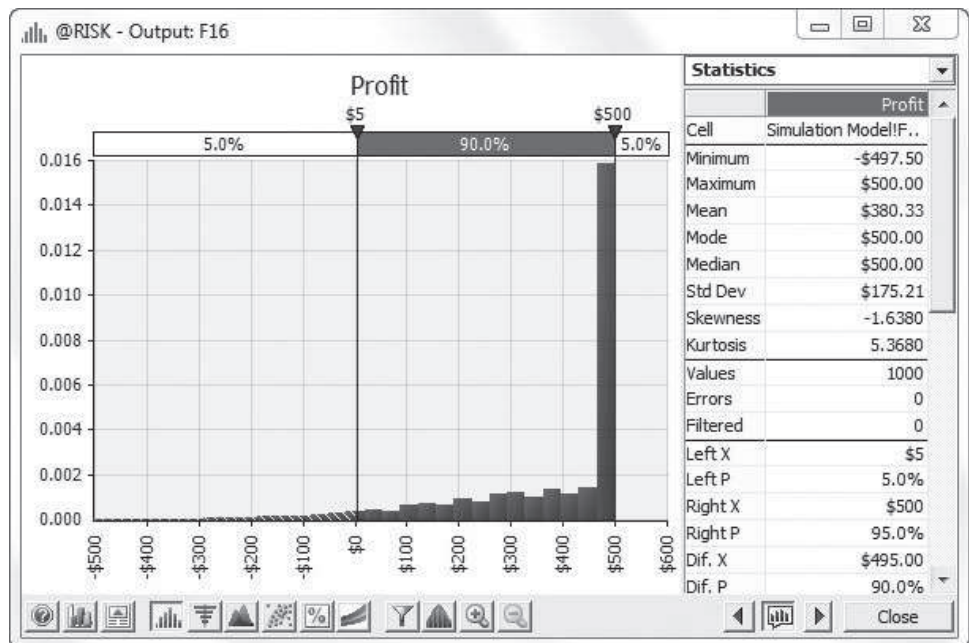 @RISK - Output: F16
Profit
$5 $500
5.0% 90.0% 5.0%
0.016
0.014
0.012
0.010
0.008
0.006
0.004
0.002
0.000
-$500 -$400 -$300 -$200 -$100 $0 $100 $200 $300 $400 $500 $600
Statistics
Profit
Cell Simulation Model!F..
Minimum -$497.50
Maximum $500.00
Mean $380.33
Mode $500.00
Median $500.00
Std Dev $175.21
Skewness -1.6380
Kurtosis 5.3680
Values 1000
Errors 0
Filtered 0
Left X $5
Left P 5.0%
Right X $500
Right P 95.0%
Dif. X $495.00
Dif. P 90.0%
Close